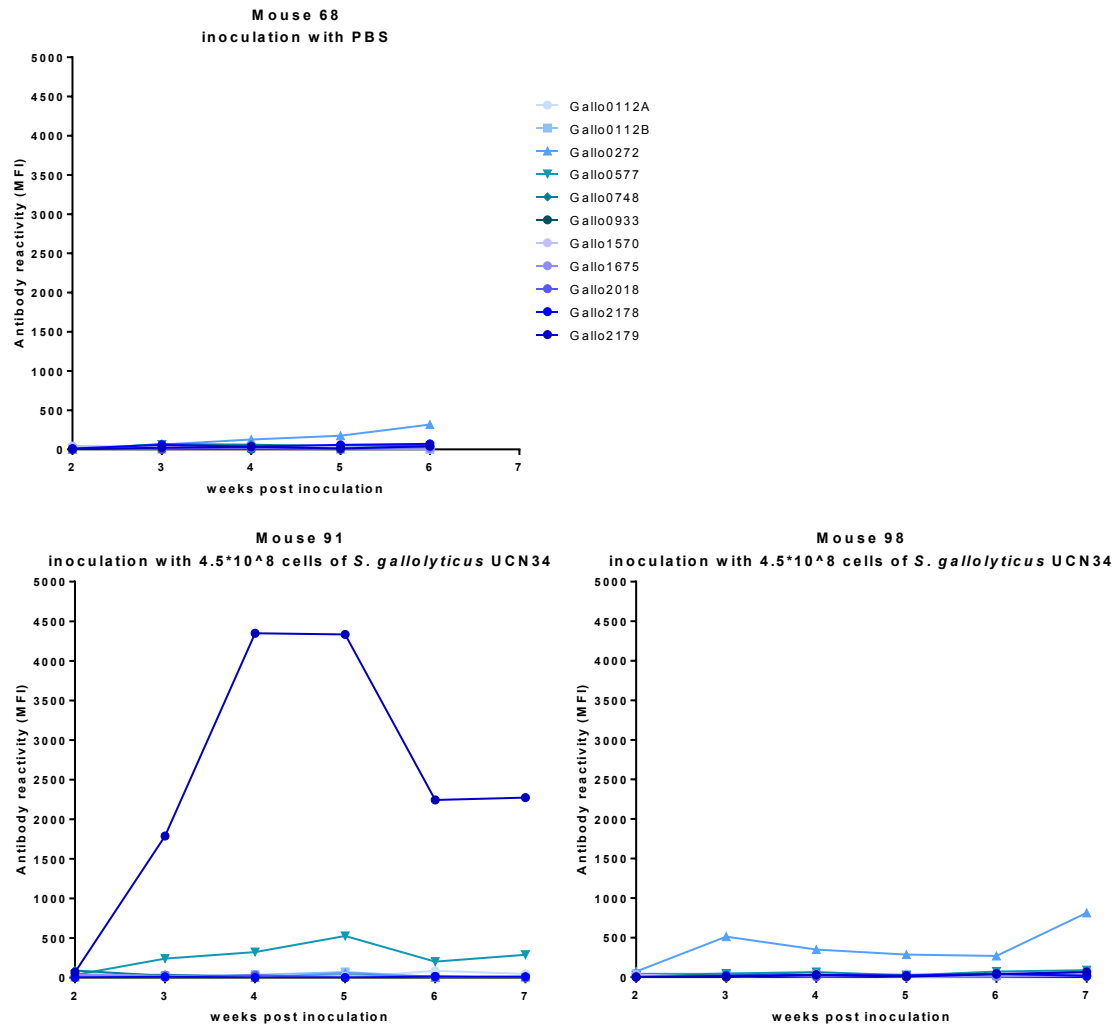 Mouse 68
inoculation with PBS
5000
4500
4000
3500
3000
2500
2000
1500
1000
500
0
Antibody reactivity (MFI)
2 3 4 5 6 7
weeks post inoculation
Gallo0112A
Gallo0112B
Gallo0272
Gallo0577
Gallo0748
Gallo0933
Gallo1570
Gallo1675
Gallo2018
Gallo2178
Gallo2179
Mouse 91
inoculation with 4.5*10^8 cells of S. gallolyticus UCN34
5000
4500
4000
3500
3000
2500
2000
1500
1000
500
0
Antibody reactivity (MFI)
2 3 4 5 6 7
weeks post inoculation
Mouse 98
inoculation with 4.5*10^8 cells of S. gallolyticus UCN34
5000
4500
4000
3500
3000
2500
2000
1500
1000
500
0
Antibody reactivity (MFI)
2 3 4 5 6 7
weeks post inoculation